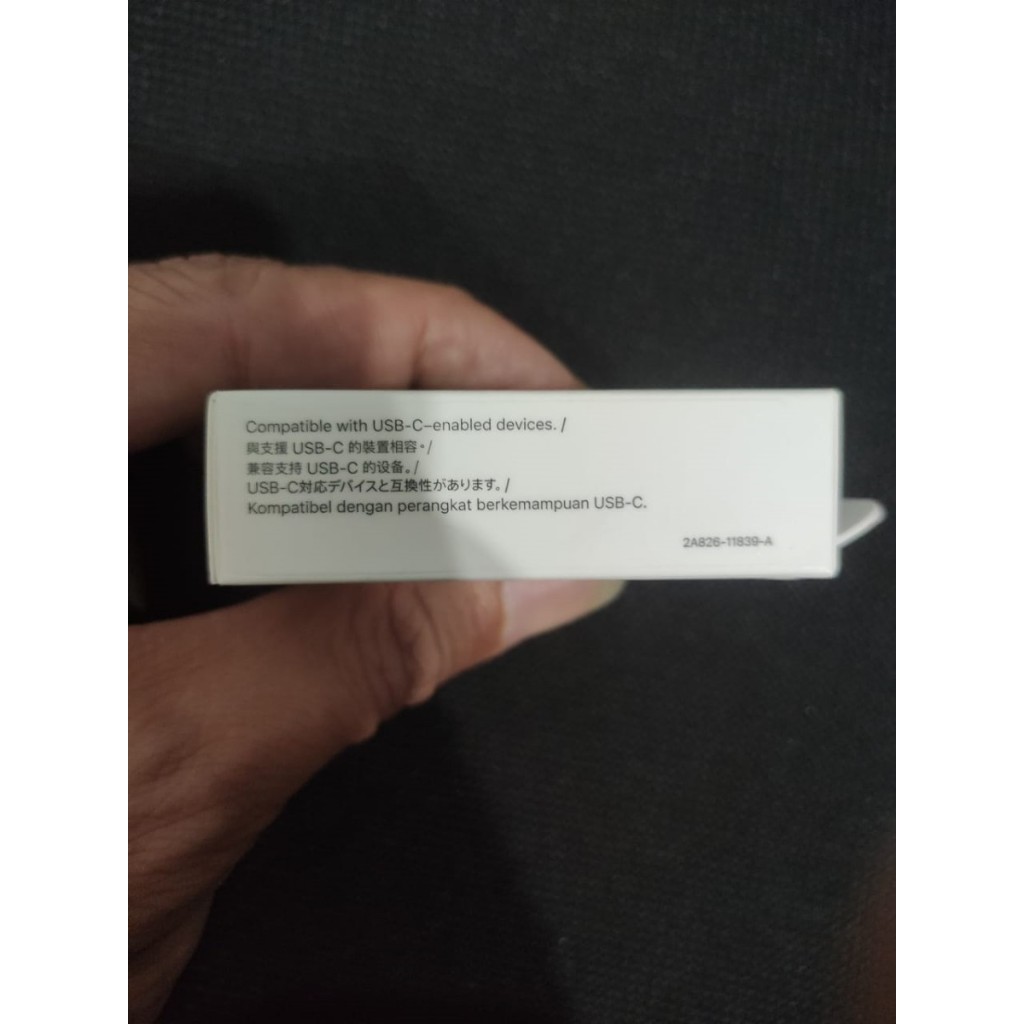 Compatible with USB-C–enabled devices. /
與支援 USB-C 的裝置相容。/
兼容支持 USB-C 的设备。/
USB-C対応デバイスと互換性があります。/
Kompatibel dengan perangkat berkemampuan USB-C.
2A826-11839-A